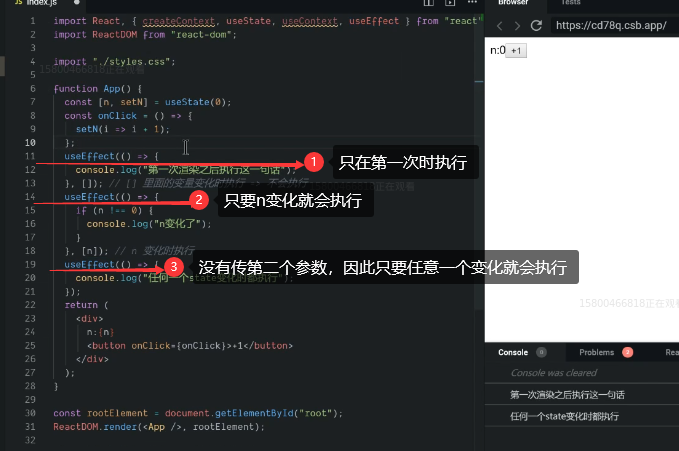 index.js
Browser
Tests
1 import React, { createContext, useState, useContext, useEffect } from "react"
https://cd78q.csb.app/
2 import ReactDOM from "react-dom";
n:0 +1
3
4 import "./styles.css";
15800466818正在观看
5
6 function App() {
7 const [n, setN] = useState(0);
8 const onClick = () => {
9 setN(i => i + 1);
10 };
11 useEffect(() => {
1 只在第一次时执行
12 console.log("第一次渲染之后执行这一句话");
13 }, []); // [] 里面的变量变化时执行 => 不会执行
正在观看
14 useEffect(() => {
2 只要n变化就会执行
15 if (n !== 0) {
16 console.log("n变化了");
17 }
18 }, [n]); // n 变化时执行
19 useEffect(() => {
3 没有传第二个参数，因此只要任意一个变化就会执行
20 console.log("任何一个state变化时都执行");
21 });
15800466818正在观看
22 return (
23 <div>
24 n:{n}
25 <button onClick={onClick}>+1</button>
26 </div>
27 );
28 }
29
30 const rootElement = document.getElementById("root");
31 ReactDOM.render(<App />, rootElement);
32
Console 0 Problems 2 Rea
Console was cleared
第一次渲染之后执行这一句话
任何一个state变化时都执行